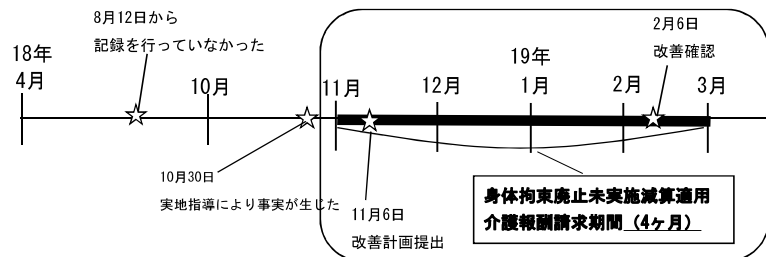 8月12日から
記録を行っていなかった
18年
4月
10月
11月
12月
19年
1月
2月
3月
2月6日
改善確認
10月30日
実地指導により事実が生じた
11月6日
改善計画提出
身体拘束廃止未実施減算適用
介護報酬請求期間（4ヶ月）